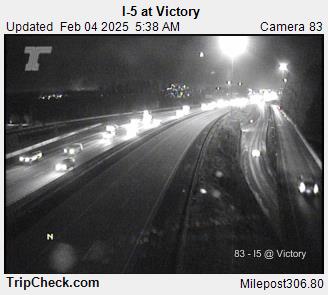 I-5 at Victory
Updated Feb 04 2025 5:38 AM Camera 83
T
N
83 - I5 @ Victory
TripCheck.com Milepost306.80